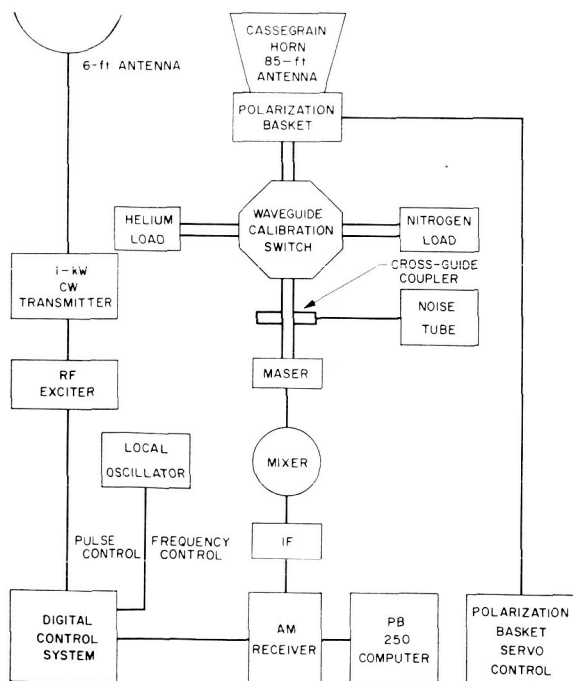 6-ft ANTENNA
CASSEGRAIN
HORN
85-ft
ANTENNA
POLARIZATION
BASKET
HELIUM
LOAD
WAVEGUIDE
CALIBRATION
SWITCH
NITROGEN
LOAD
CROSS-GUIDE
COUPLER
1-kW
CW
TRANSMITTER
NOISE
TUBE
RF
EXCITER
MASER
LOCAL
OSCILLATOR
MIXER
PULSE
CONTROL
FREQUENCY
CONTROL
IF
DIGITAL
CONTROL
SYSTEM
AM
RECEIVER
PB
250
COMPUTER
POLARIZATION
BASKET
SERVO
CONTROL